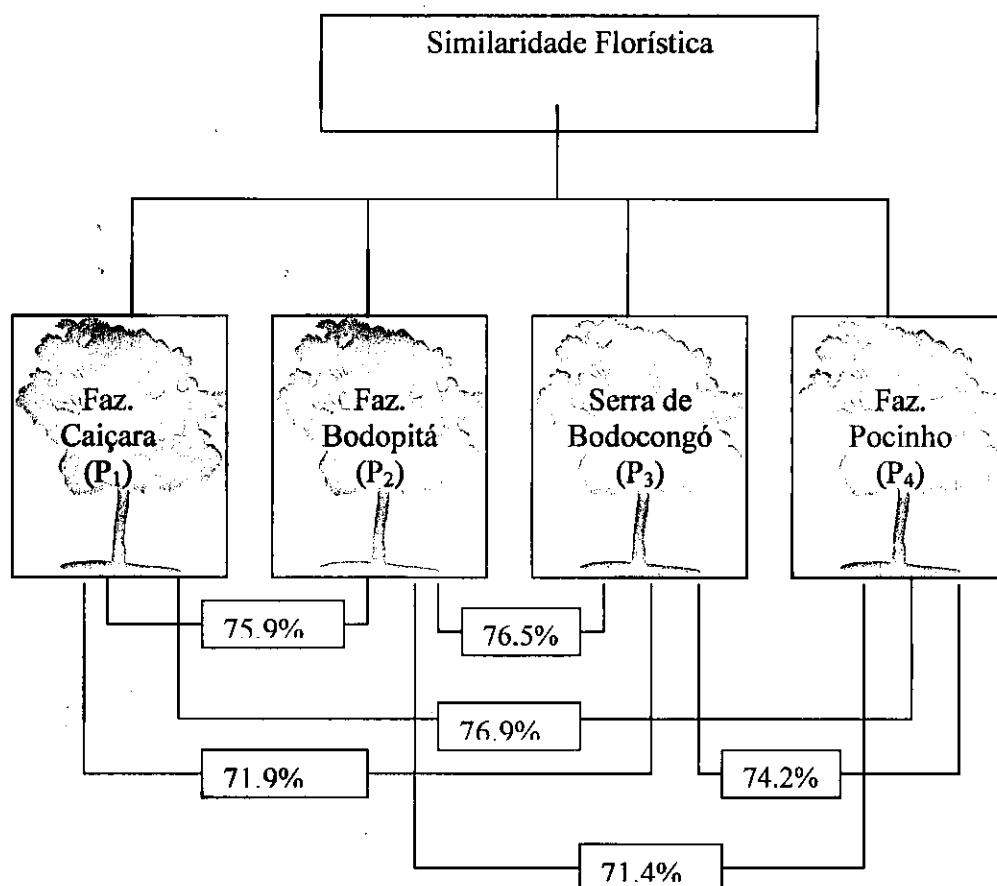 Similaridade Florística
Faz.
Caiçara
(P₁)
Faz.
Bodopitá
(P₂)
Serra de
Bodocongó
(P₃)
Faz.
Pocinho
(P₄)
75.9%
76.5%
76.9%
71.9%
74.2%
71.4%